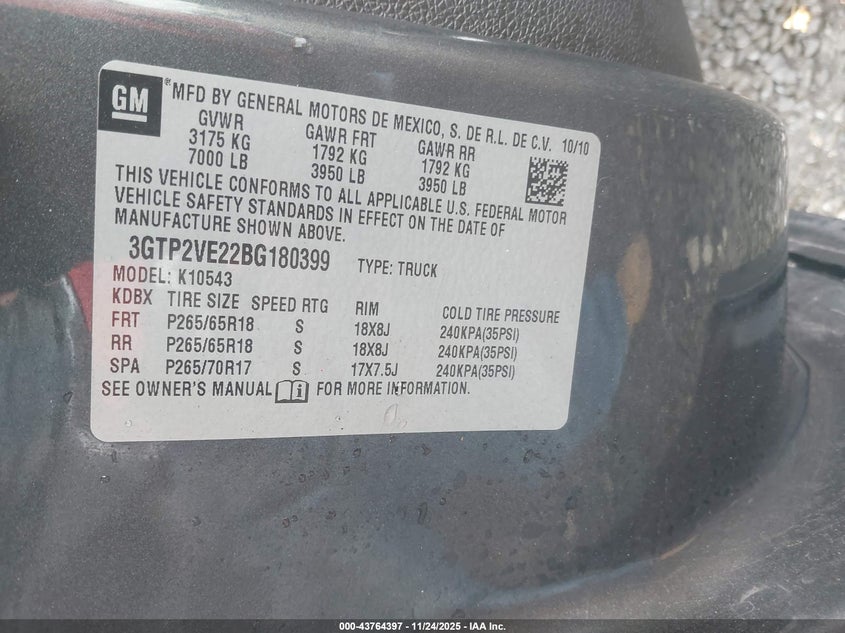 GM
MFD BY GENERAL MOTORS DE MEXICO, S. DE R.L. DE C.V. 10/10
GVWR GAWR FRT GAWR RR
3175 KG 1792 KG 1792 KG
7000 LB 3950 LB 3950 LB
THIS VEHICLE CONFORMS TO ALL APPLICABLE U.S. FEDERAL MOTOR
VEHICLE SAFETY STANDARDS IN EFFECT ON THE DATE OF
MANUFACTURE SHOWN ABOVE.
3GTP2VE22BG180399 TYPE: TRUCK
MODEL: K10543
KDBX TIRE SIZE SPEED RTG RIM COLD TIRE PRESSURE
FRT P265/65R18 S 18X8J 240KPA(35PSI)
RR P265/65R18 S 18X8J 240KPA(35PSI)
SPA P265/70R17 S 17X7.5J 240KPA(35PSI)
SEE OWNER'S MANUAL i FOR MORE INFORMATION.
000-43764397 - 11/24/2025 - IAA Inc.